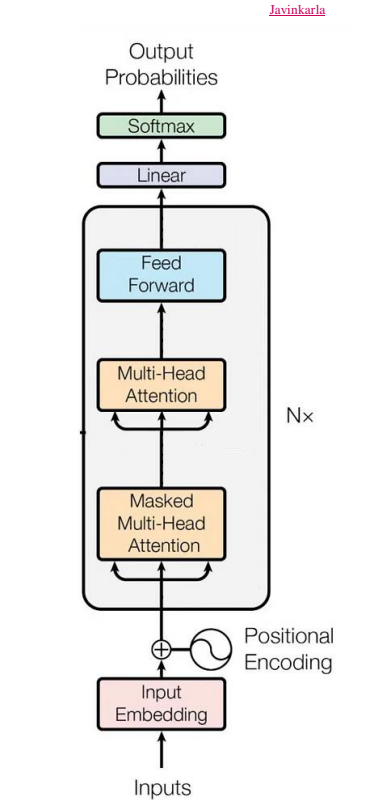 Javinkarla
Output
Probabilities
Softmax
Linear
Feed
Forward
Multi-Head
Attention
N×
Masked
Multi-Head
Attention
Positional
Encoding
Input
Embedding
Inputs